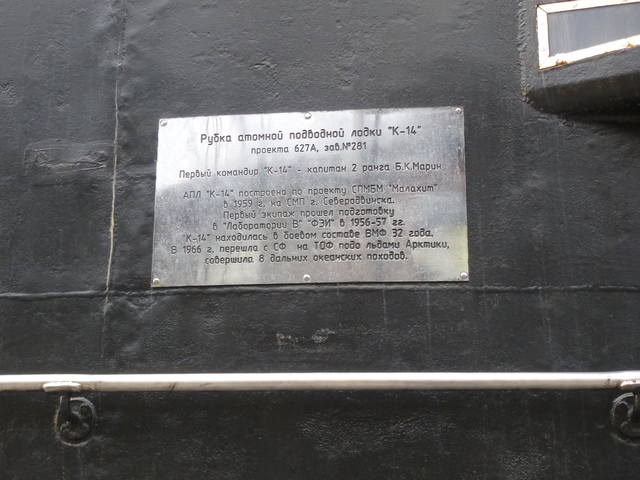 Рубка атомной подводной лодки "К-14"
проекта 627А, зав.№281
Первый командир "К-14" - капитан 2 ранга Б.К.Марин
АПЛ "К-14" построена по проекту СПМБМ "Малахит"
в 1959 г. на СМП г. Северодвинска.
Первый экипаж прошел подготовку
в "Лаборатории В" "ФЭИ" в 1956-57 гг.
"К-14" находилась в боевом составе ВМФ 32 года.
В 1966 г. перешла с СФ на ТОФ подо льдами Арктики,
совершила 8 дальних океанских походов.